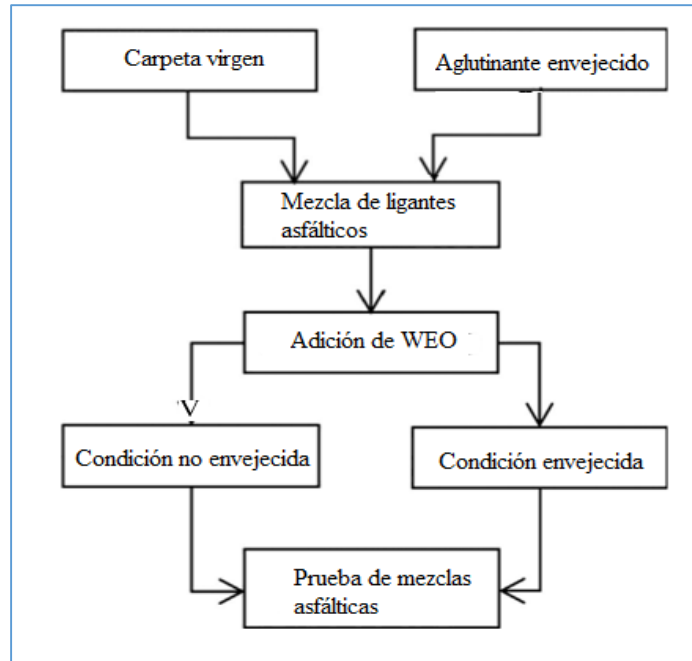 Carpeta virgen
Aglutinante envejecido
Mezcla de ligantes
asfálticos
Adición de WEO
V
Condición no envejecida
Condición envejecida
Prueba de mezclas
asfálticas